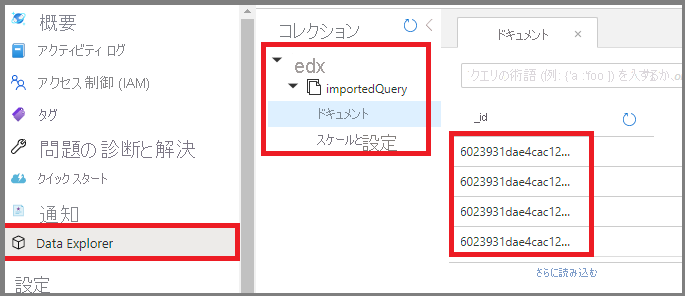 概要
アクティビティ ログ
アクセス制御 (IAM)
タグ
問題の診断と解決
クイック スタート
通知
Data Explorer
設定
コレクション
edx
importedQuery
ドキュメント
スケールと設定
ドキュメント
クエリの術語 (例: {'a :'foo }) を入するか,or
_id
6023931dae4cac12...
6023931dae4cac12...
6023931dae4cac12...
6023931dae4cac12...
さらに読み込む